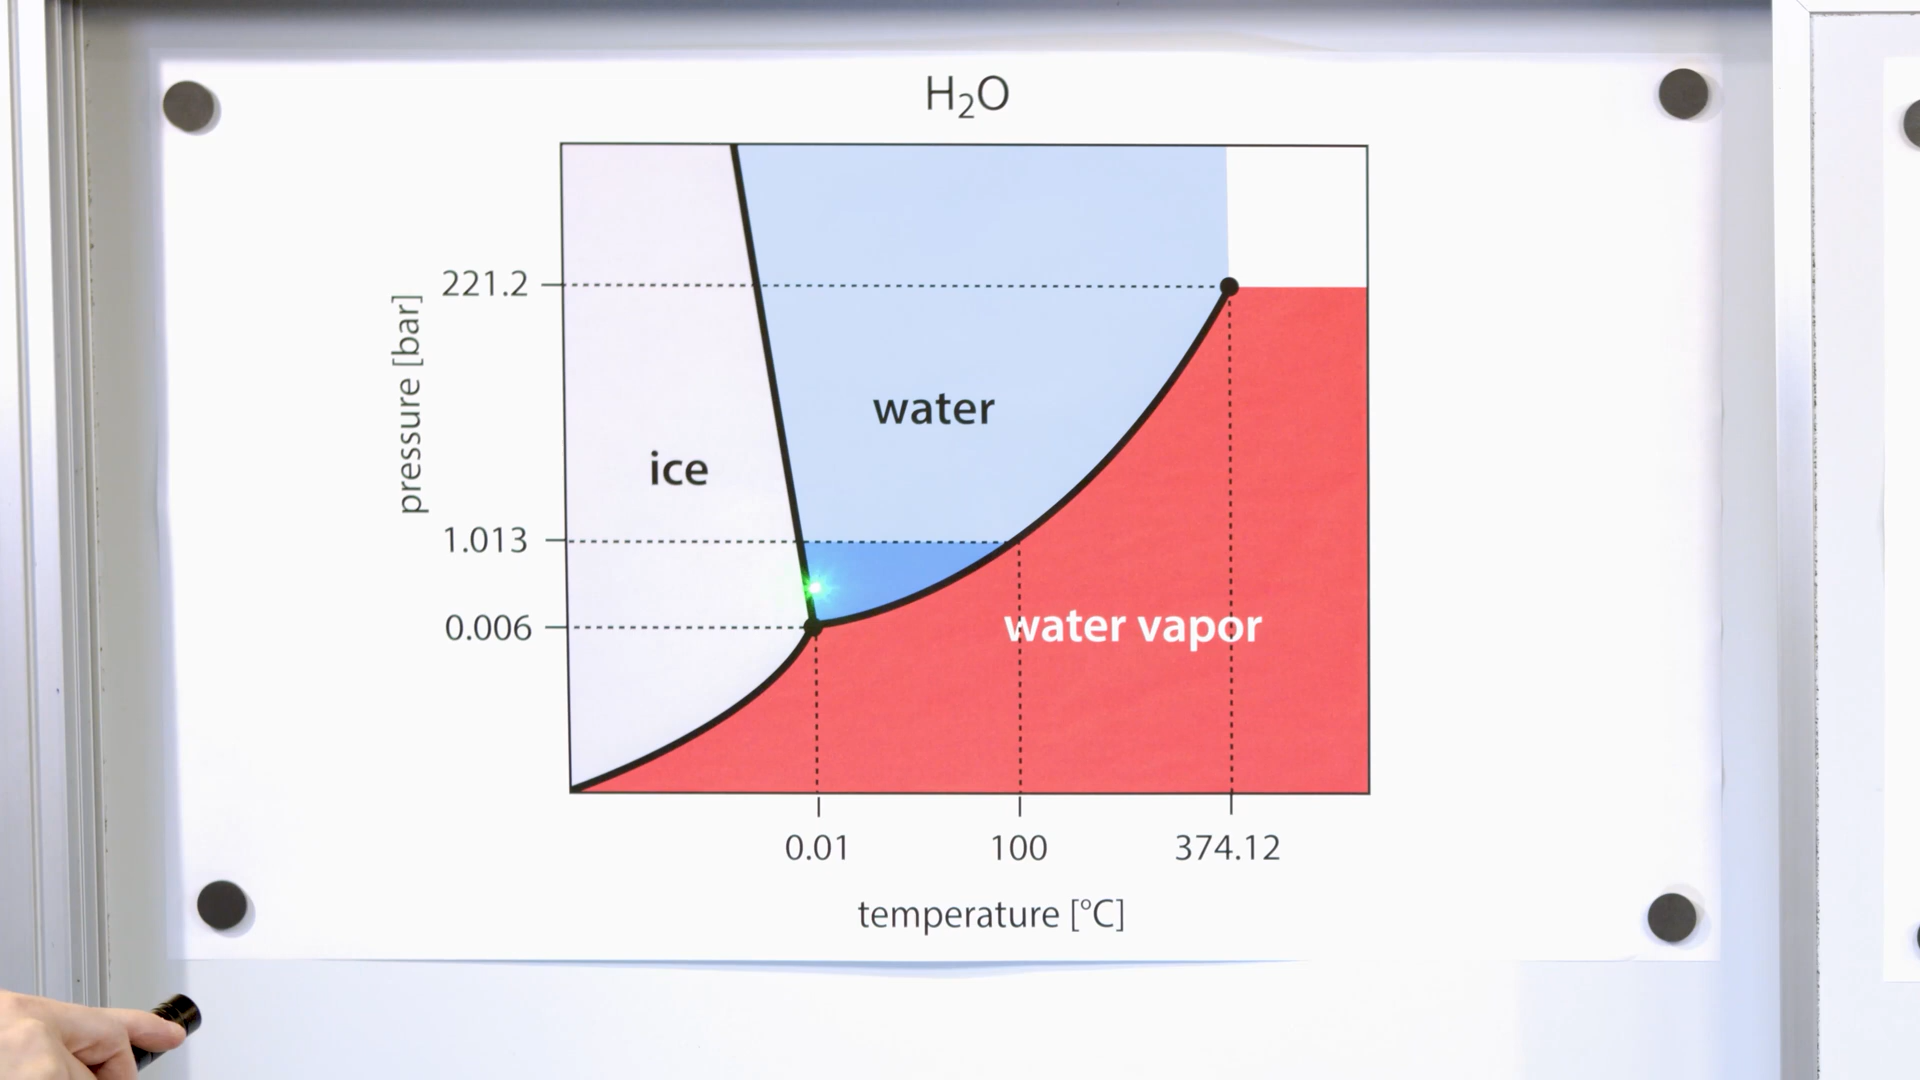 H₂O
221.2
pressure [bar]
water
ice
1.013
0.006
water vapor
0.01 100 374.12
temperature [°C]